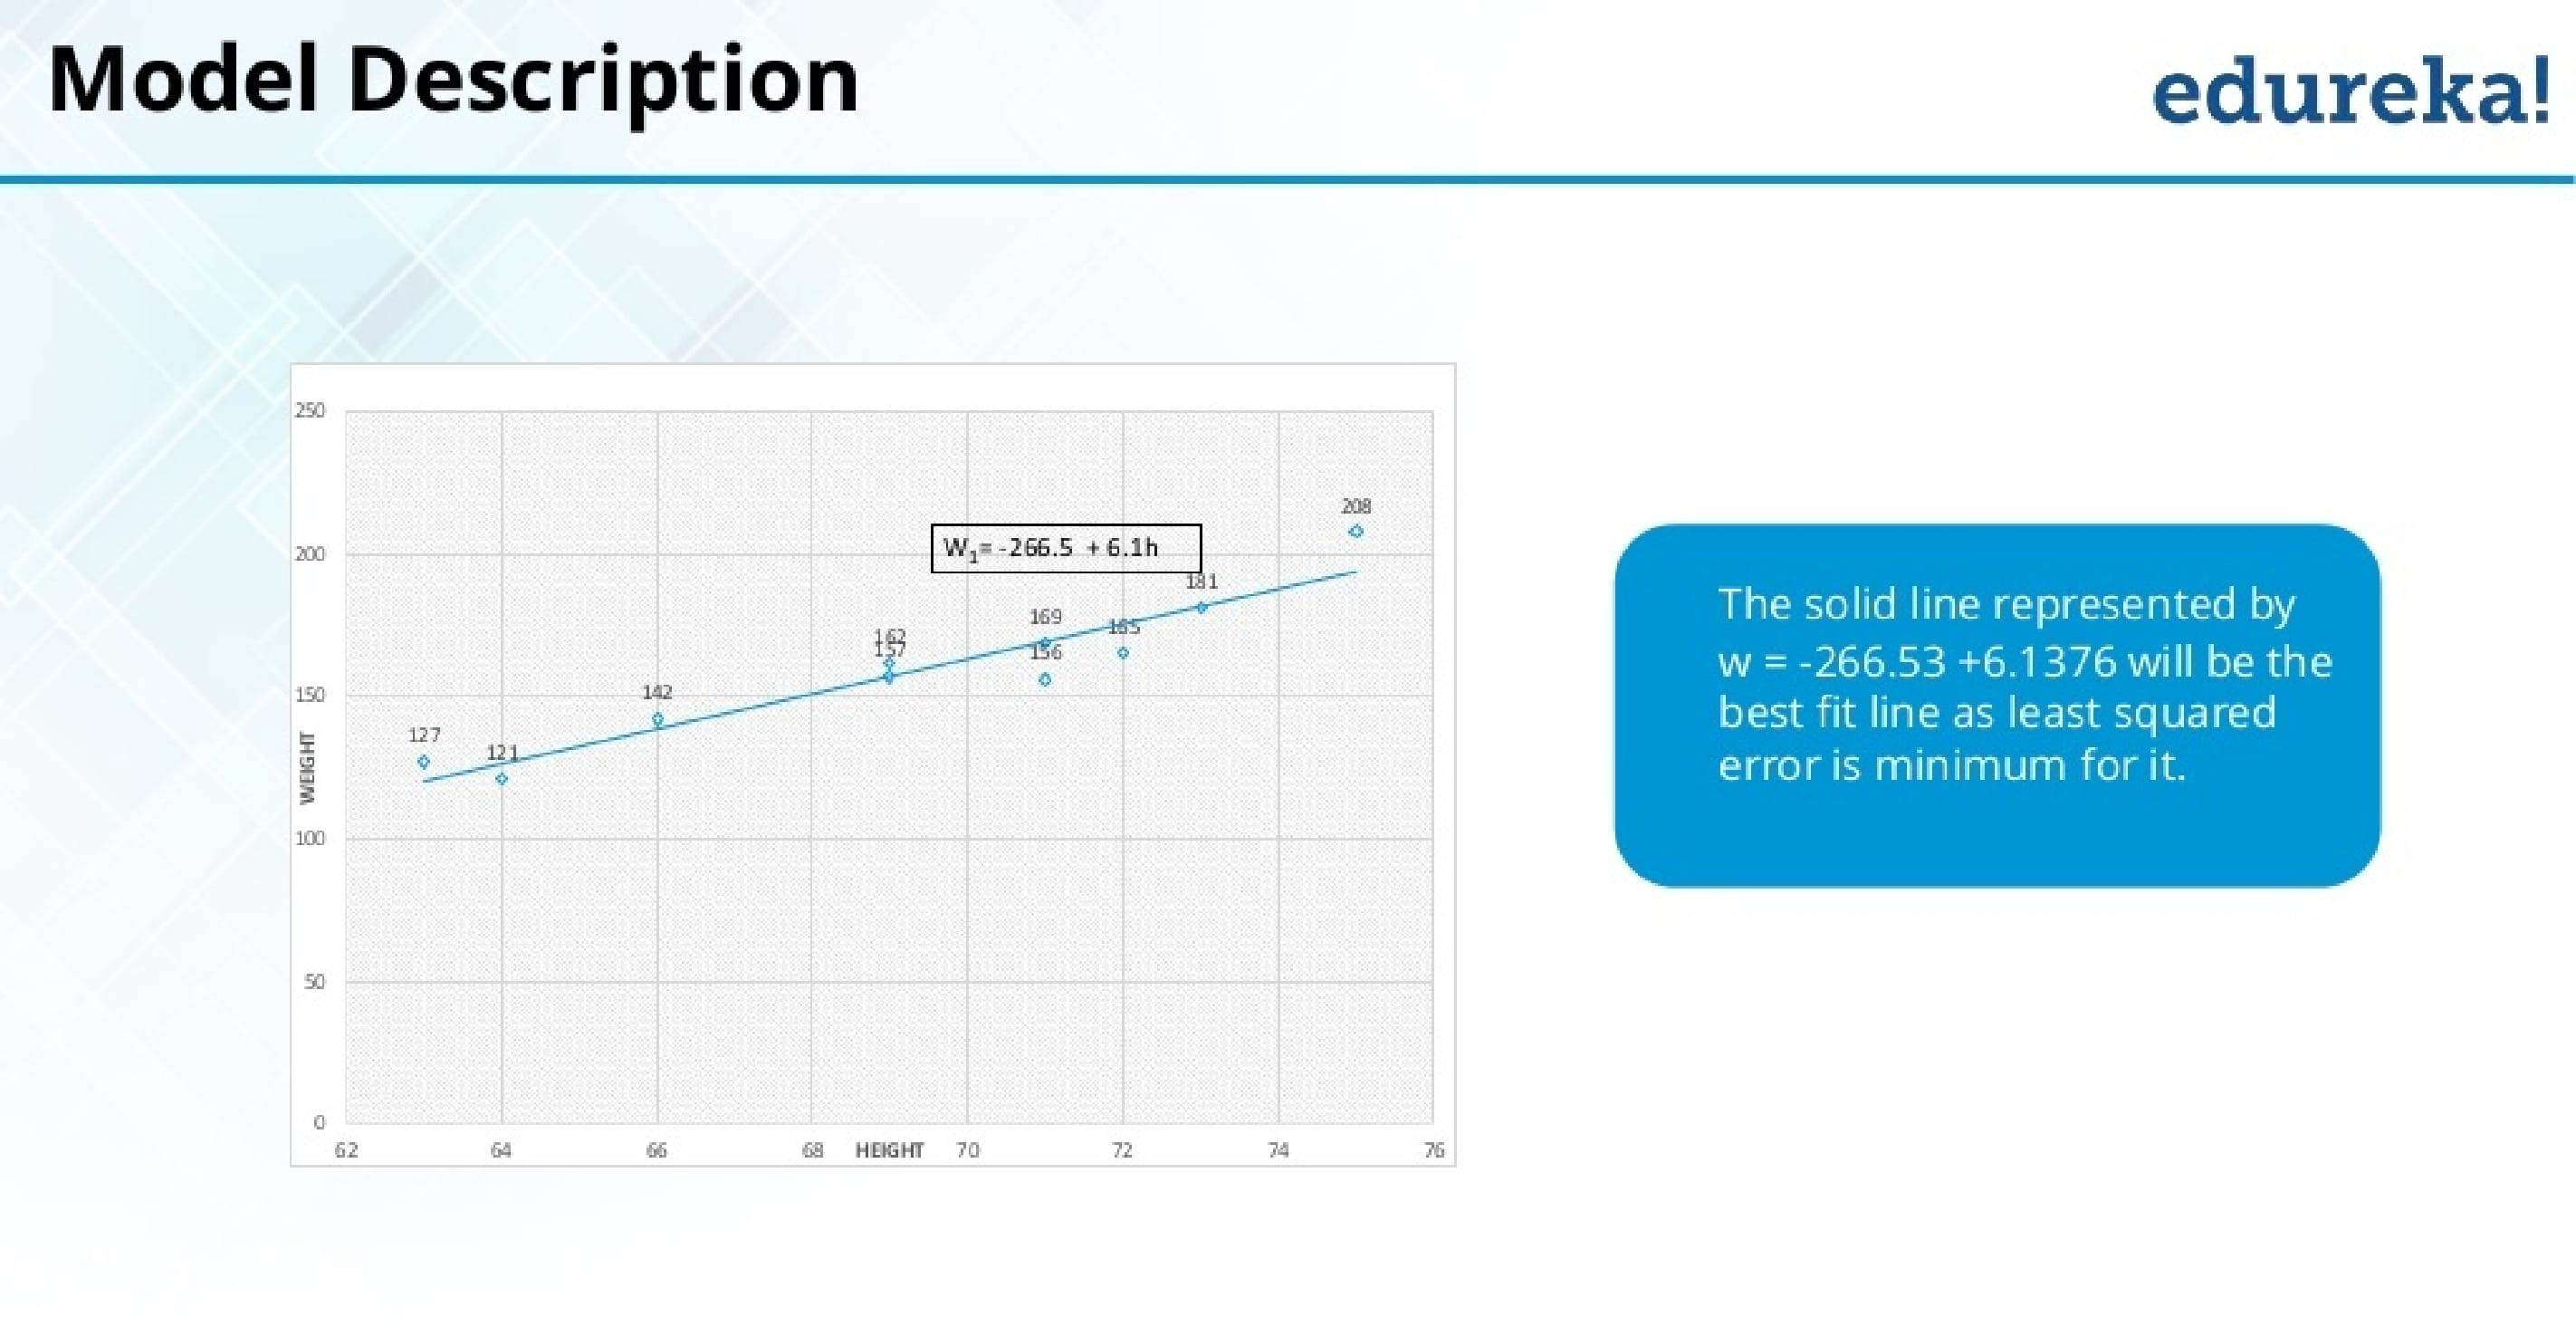 Model Description
edureka!
250
200
150
100
50
0
WEIGHT
62
64
66
68
HEIGHT
70
72
74
76
127
121
142
162
157
169
156
165
181
208
W₁= -266.5 + 6.1h
The solid line represented by
w = -266.53 +6.1376 will be the
best fit line as least squared
error is minimum for it.